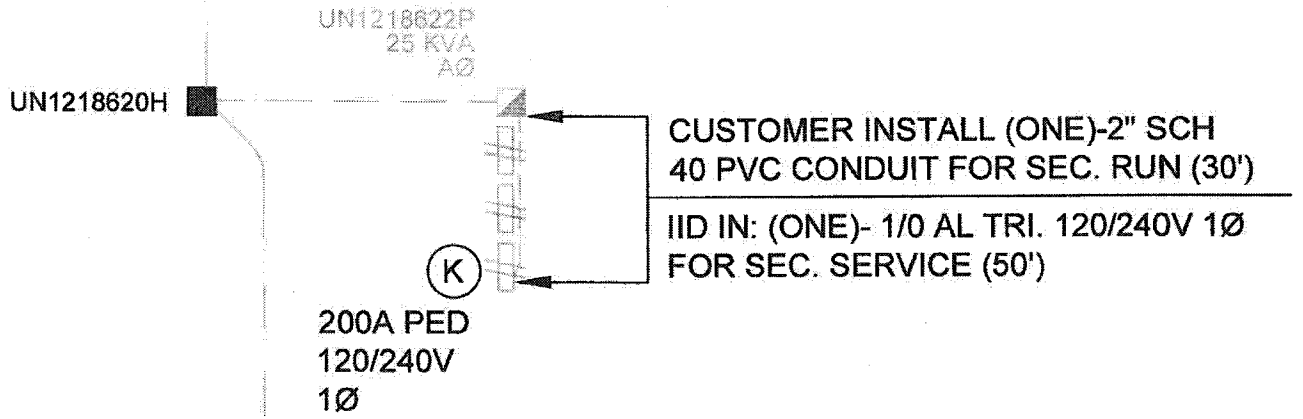 UN1218622P
25 KVA
AØ
UN1218620H
CUSTOMER INSTALL (ONE)-2" SCH
40 PVC CONDUIT FOR SEC. RUN (30')
IID IN: (ONE)- 1/0 AL TRI. 120/240V 1Ø
FOR SEC. SERVICE (50')
K
200A PED
120/240V
1Ø